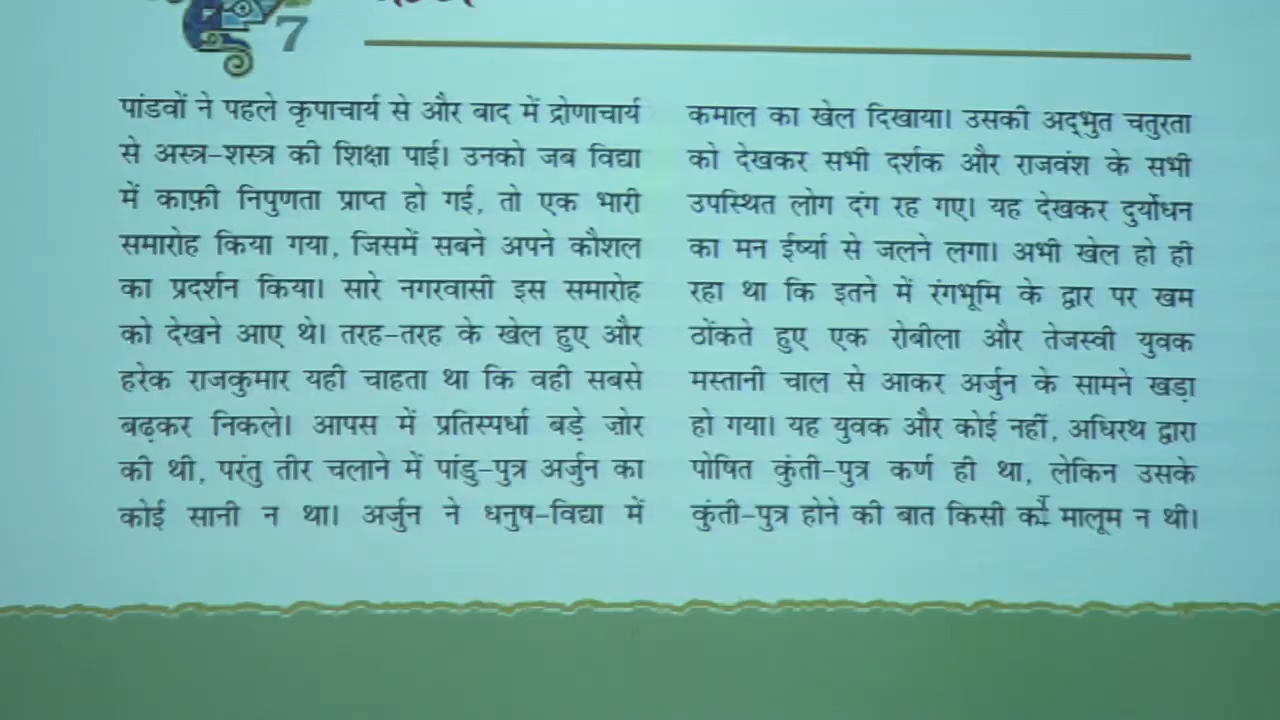 7
पांडवों ने पहले कृपाचार्य से और बाद में द्रोणाचार्य
से अस्त्र-शस्त्र की शिक्षा पाई। उनको जब विद्या
में काफ़ी निपुणता प्राप्त हो गई, तो एक भारी
समारोह किया गया, जिसमें सबने अपने कौशल
का प्रदर्शन किया। सारे नगरवासी इस समारोह
को देखने आए थे। तरह-तरह के खेल हुए और
हरेक राजकुमार यही चाहता था कि वही सबसे
बढ़कर निकले। आपस में प्रतिस्पर्धा बड़े ज़ोर
की थी, परंतु तीर चलाने में पांडु-पुत्र अर्जुन का
कोई सानी न था। अर्जुन ने धनुष-विद्या में
कमाल का खेल दिखाया। उसकी अद्भुत चतुरता
को देखकर सभी दर्शक और राजवंश के सभी
उपस्थित लोग दंग रह गए। यह देखकर दुर्योधन
का मन ईर्ष्या से जलने लगा। अभी खेल हो ही
रहा था कि इतने में रंगभूमि के द्वार पर खम
ठोंकते हुए एक रोबीला और तेजस्वी युवक
मस्तानी चाल से आकर अर्जुन के सामने खड़ा
हो गया। यह युवक और कोई नहीं, अधिरथ द्वारा
पोषित कुंती-पुत्र कर्ण ही था, लेकिन उसके
कुंती-पुत्र होने की बात किसी को मालूम न थी।